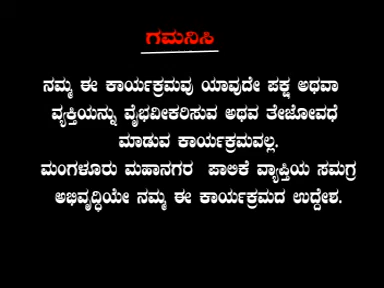 ಗಮನಿಸಿ
ನಮ್ಮ ಈ ಕಾರ್ಯಕ್ರಮವು ಯಾವುದೇ ಪಕ್ಷ ಅಥವಾ
ವ್ಯಕ್ತಿಯನ್ನು ವೈಭವೀಕರಿಸುವ ಅಥವ ತೇಜೋವಧೆ
ಮಾಡುವ ಕಾರ್ಯಕ್ರಮವಲ್ಲ.
ಮಂಗಳೂರು ಮಹಾನಗರ ಪಾಲಿಕೆ ವ್ಯಾಪ್ತಿಯ ಸಮಗ್ರ
ಅಭಿವೃದ್ಧಿಯೇ ನಮ್ಮ ಈ ಕಾರ್ಯಕ್ರಮದ ಉದ್ದೇಶ.